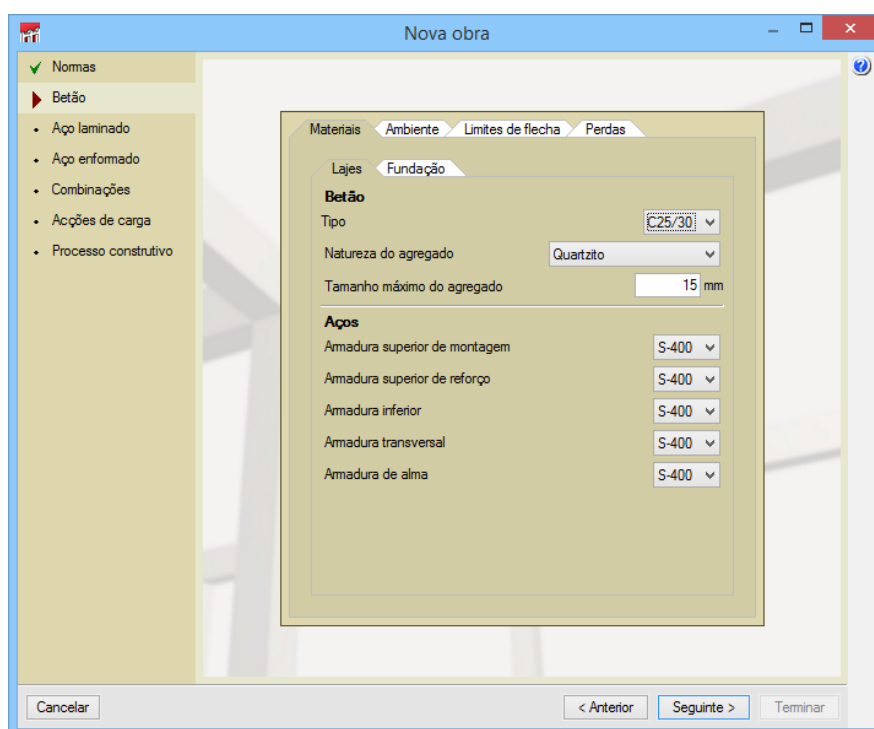 Nova obra
Normas
Betão
Aço laminado
Aço enformado
Combinações
Acções de carga
Processo construtivo
Materiais Ambiente Limites de flecha Perdas
Lajes Fundação
Betão
Tipo C25/30
Natureza do agregado Quartzito
Tamanho máximo do agregado 15 mm
Aços
Armadura superior de montagem S-400
Armadura superior de reforço S-400
Armadura inferior S-400
Armadura transversal S-400
Armadura de alma S-400
Cancelar < Anterior Seguinte > Terminar